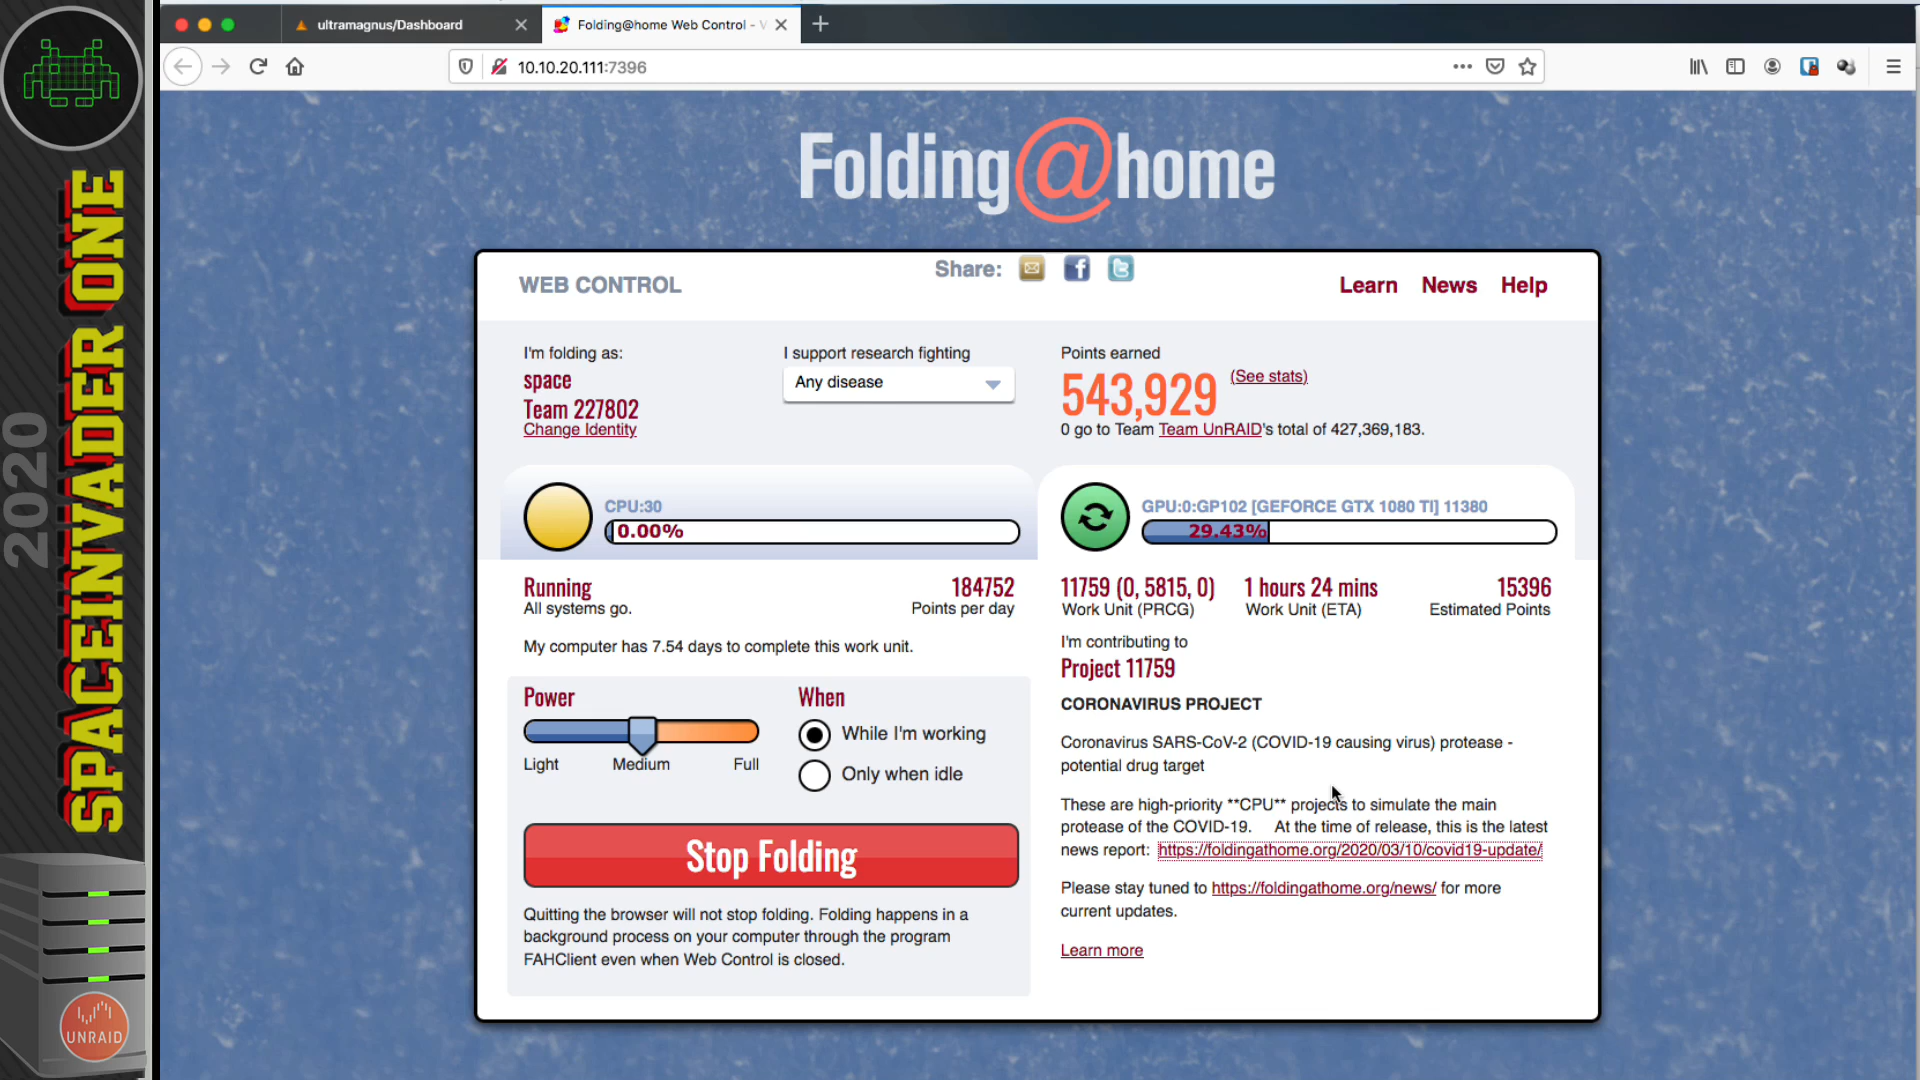 2020
SPACEINVADER ONE
UNRAID
ultramagnus/Dashboard
Folding@home Web Control - V
10.10.20.111:7396
Folding@home
WEB CONTROL
Share:
Learn News Help
I'm folding as:
space
Team 227802
Change Identity
I support research fighting
Any disease
Points earned
543,929 (See stats)
0 go to Team Team UnRAID's total of 427,369,183.
CPU:30
0.00%
GPU:0:GP102 [GEFORCE GTX 1080 TI] 11380
29.43%
Running
All systems go.
184752
Points per day
My computer has 7.54 days to complete this work unit.
Power
Light Medium Full
When
While I'm working
Only when idle
Stop Folding
Quitting the browser will not stop folding. Folding happens in a
background process on your computer through the program
FAHClient even when Web Control is closed.
11759 (0, 5815, 0)
Work Unit (PRCG)
1 hours 24 mins
Work Unit (ETA)
15396
Estimated Points
I'm contributing to
Project 11759
CORONAVIRUS PROJECT
Coronavirus SARS-CoV-2 (COVID-19 causing virus) protease -
potential drug target
These are high-priority **CPU** projects to simulate the main
protease of the COVID-19. At the time of release, this is the latest
news report: https://foldingathome.org/2020/03/10/covid19-update/
Please stay tuned to https://foldingathome.org/news/ for more
current updates.
Learn more